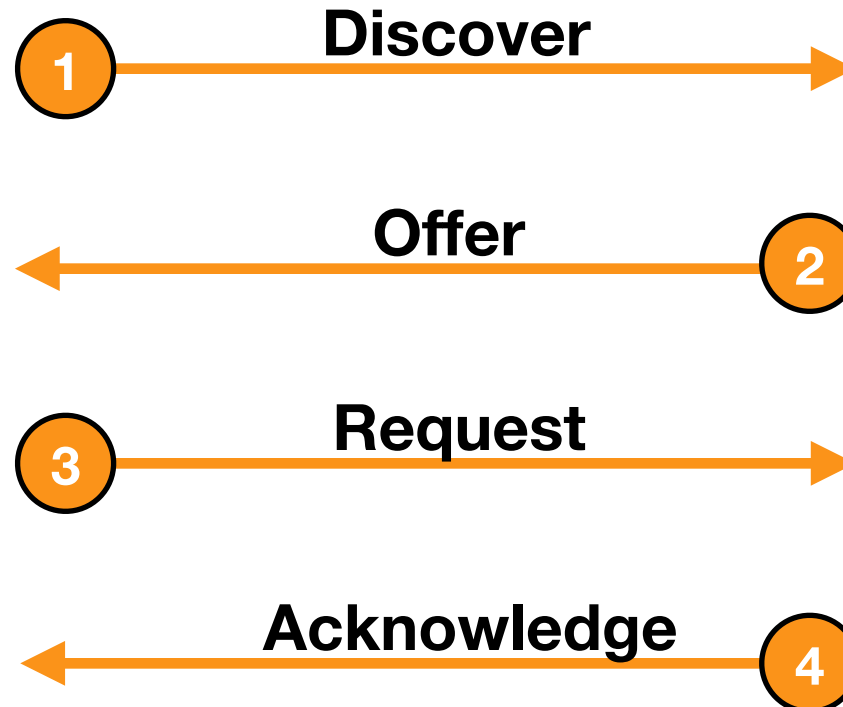 Discover
1
Offer
2
Request
3
Acknowledge
4